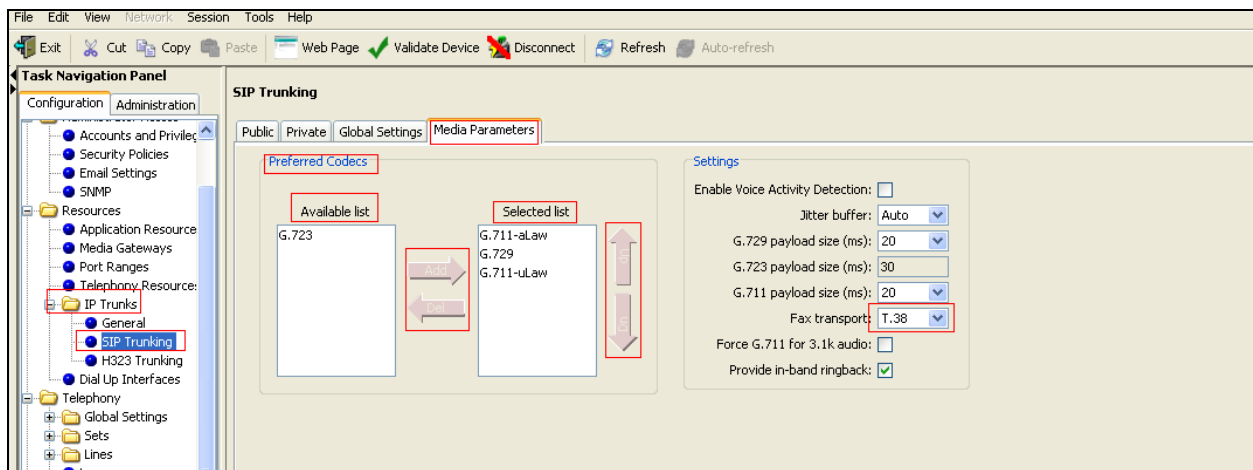 File Edit View Network Session Tools Help
Exit Cut Copy Paste Web Page Validate Device Disconnect Refresh Auto-refresh
Task Navigation Panel
Configuration Administration
Accounts and Privileg
Security Policies
Email Settings
SNMP
Resources
Application Resource
Media Gateways
Port Ranges
Telephony Resource
IP Trunks
General
SIP Trunking
H323 Trunking
Dial Up Interfaces
Telephony
Global Settings
Sets
Lines
SIP Trunking
Public Private Global Settings Media Parameters
Preferred Codecs
Available list
G.723
Add
Del
Selected list
G.711-aLaw
G.729
G.711-uLaw
Up
Dn
Settings
Enable Voice Activity Detection:
Jitter buffer: Auto
G.729 payload size (ms): 20
G.723 payload size (ms): 30
G.711 payload size (ms): 20
Fax transport: T.38
Force G.711 for 3.1k audio:
Provide in-band ringback: